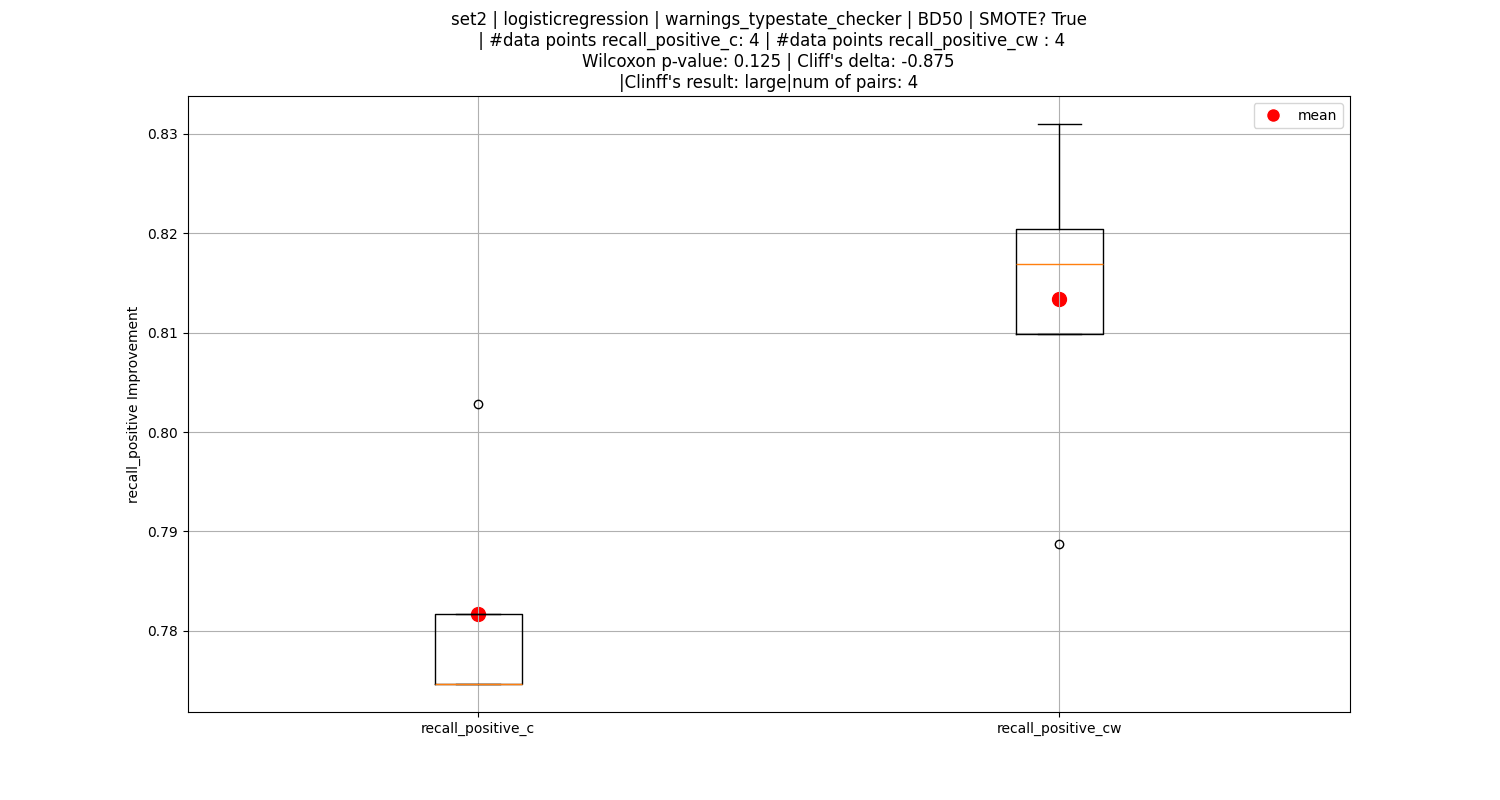 set2 | logisticregression | warnings_typestate_checker | BD50 | SMOTE? True
| #data points recall_positive_c: 4 | #data points recall_positive_cw : 4
Wilcoxon p-value: 0.125 | Cliff's delta: -0.875
|Clinff's result: large|num of pairs: 4
mean
0.83
0.82
0.81
0.80
0.79
0.78
recall_positive Improvement
recall_positive_c
recall_positive_cw